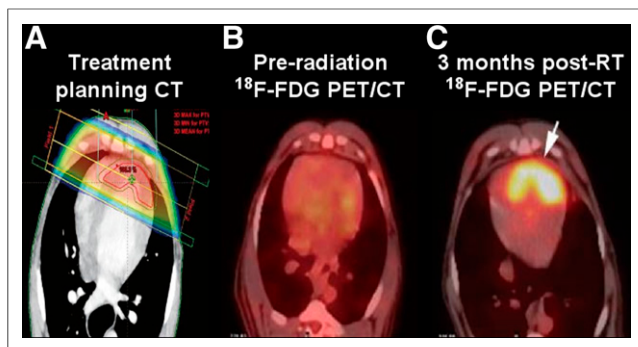 A
Treatment
planning CT
B
Pre-radiation
18F-FDG PET/CT
C
3 months post-RT
18F-FDG PET/CT